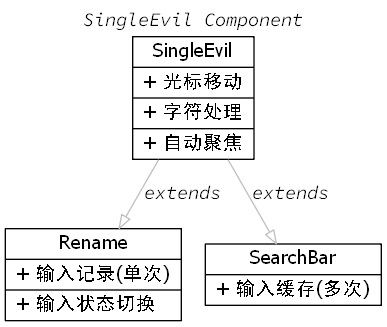 SingleEvil Component
SingleEvil
+ 光标移动
+ 字符处理
+ 自动聚焦
extends
extends
Rename
+ 输入记录(单次)
+ 输入状态切换
SearchBar
+ 输入缓存(多次)